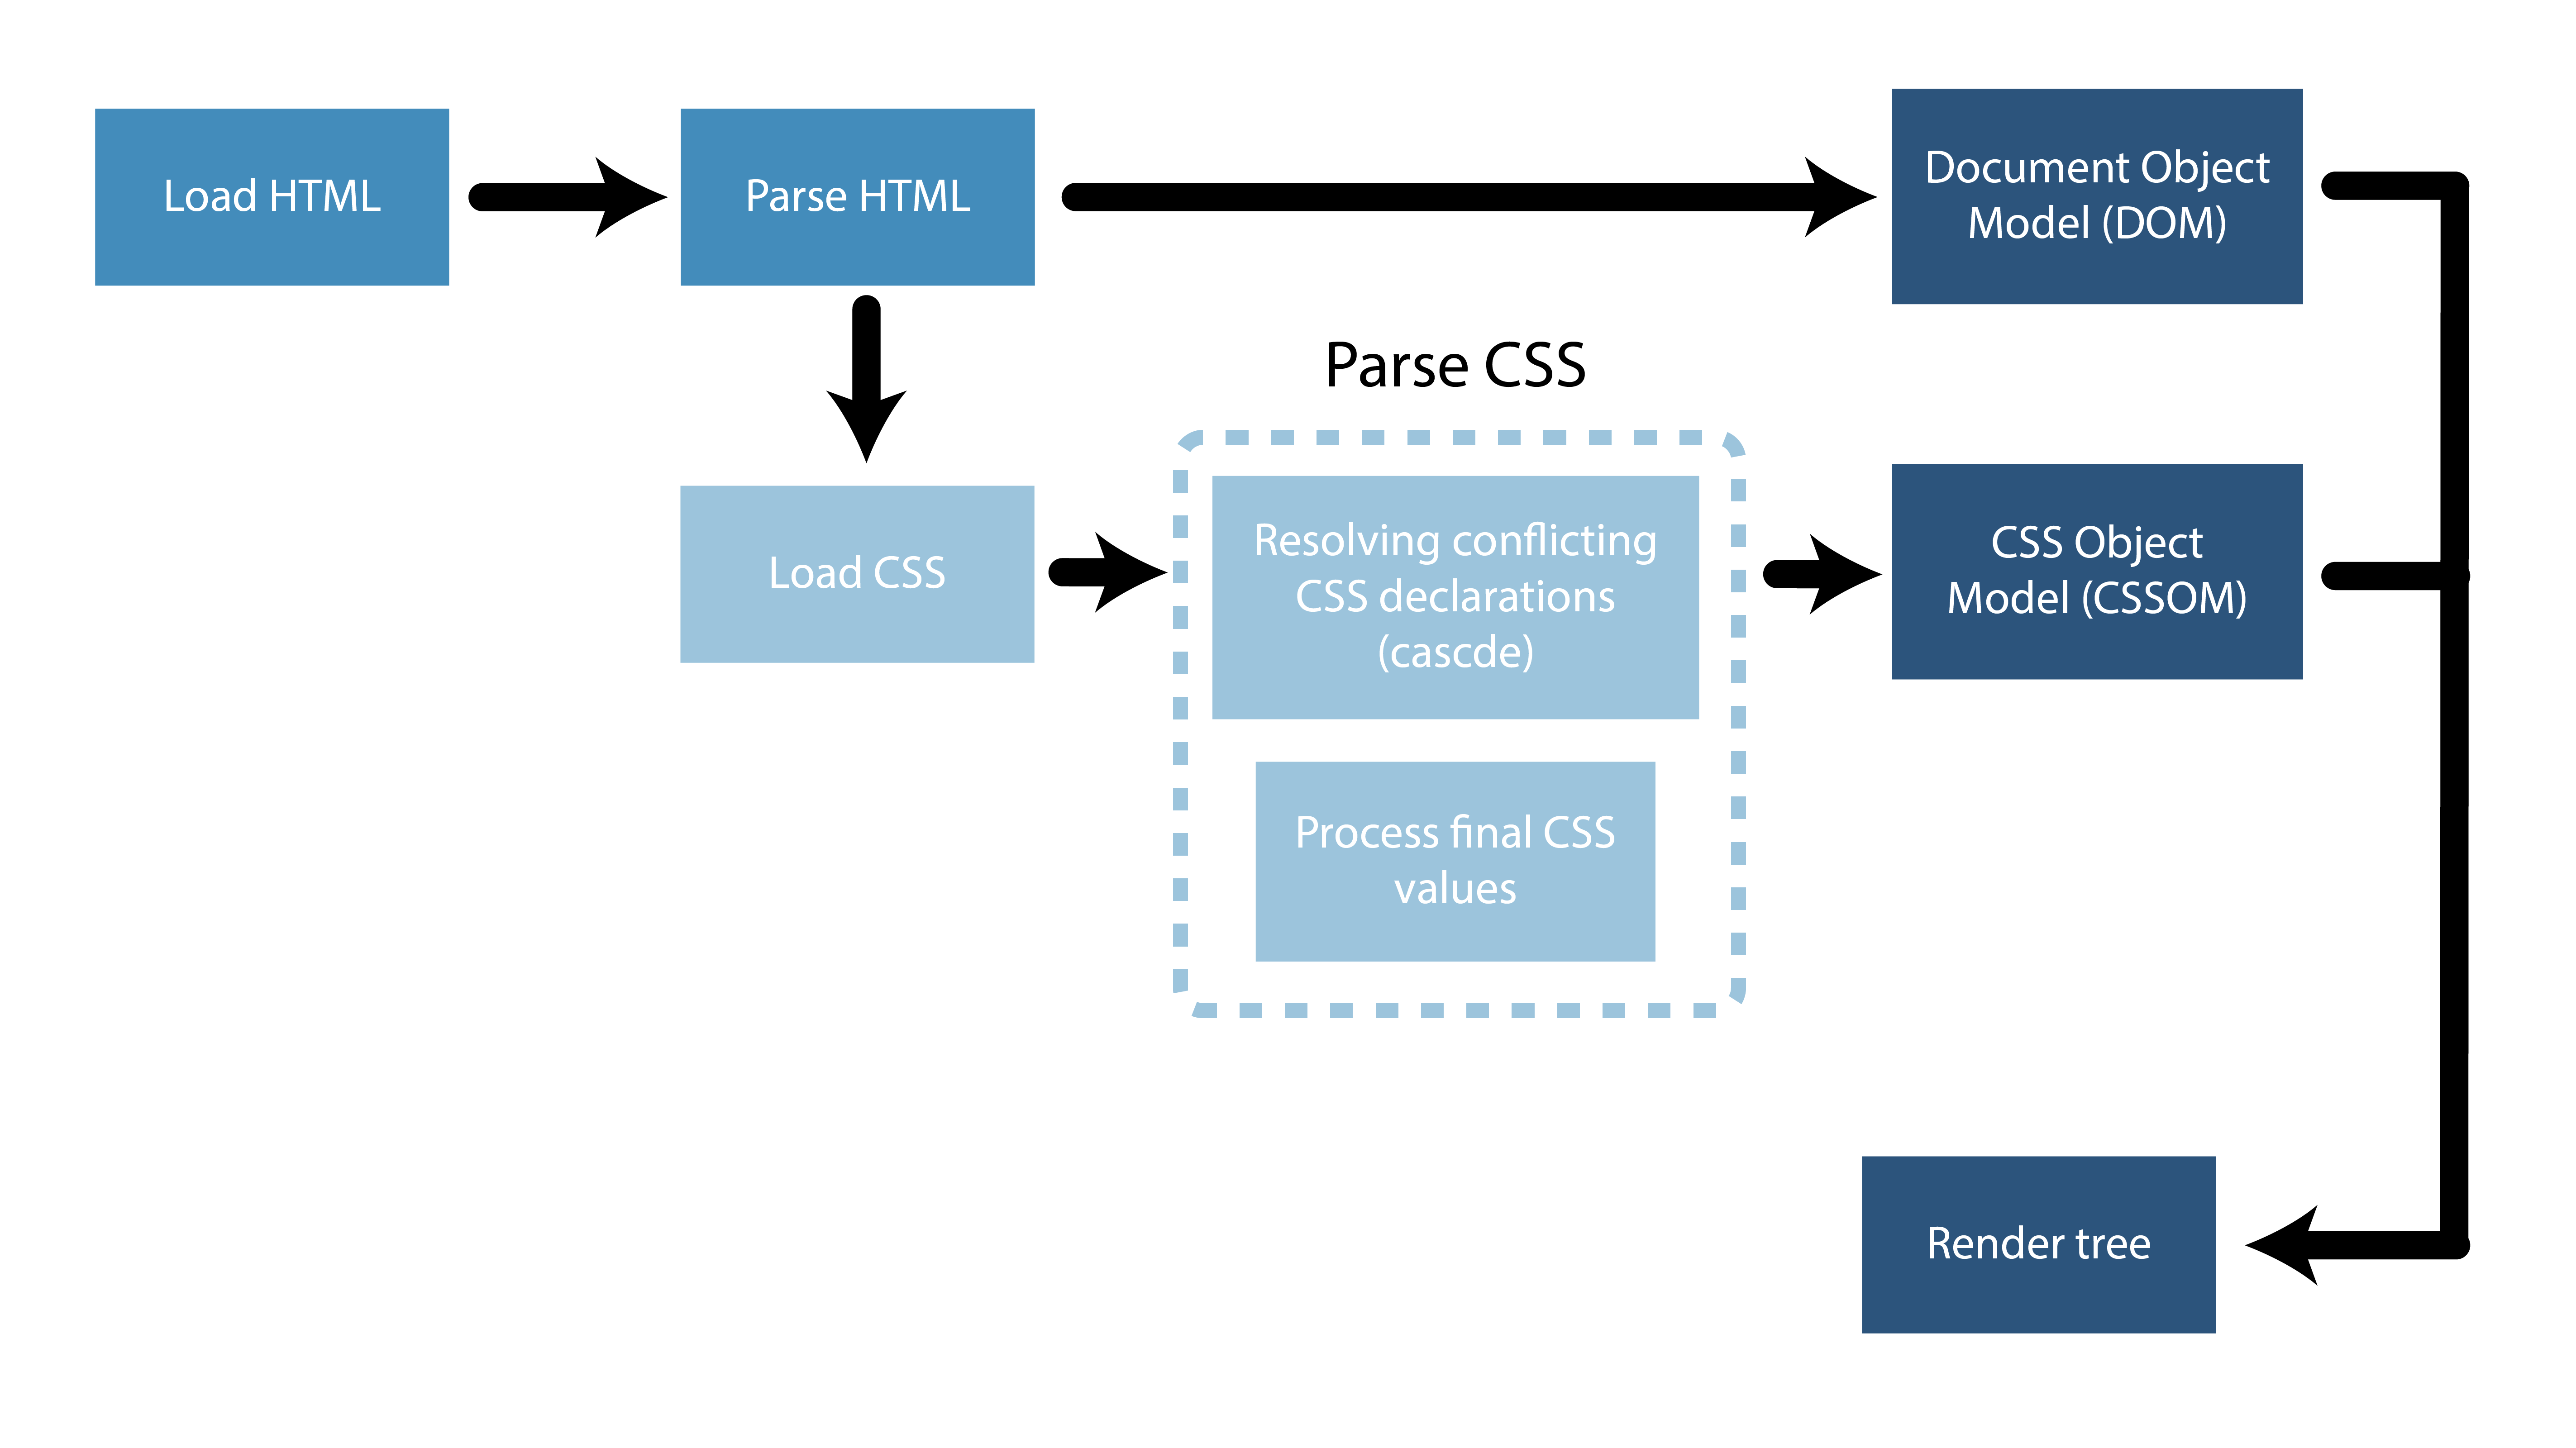 Load HTML
Parse HTML
Document Object
Model (DOM)
Parse CSS
Load CSS
Resolving conflicting
CSS declarations
(cascde)
Process final CSS
values
CSS Object
Model (CSSOM)
Render tree